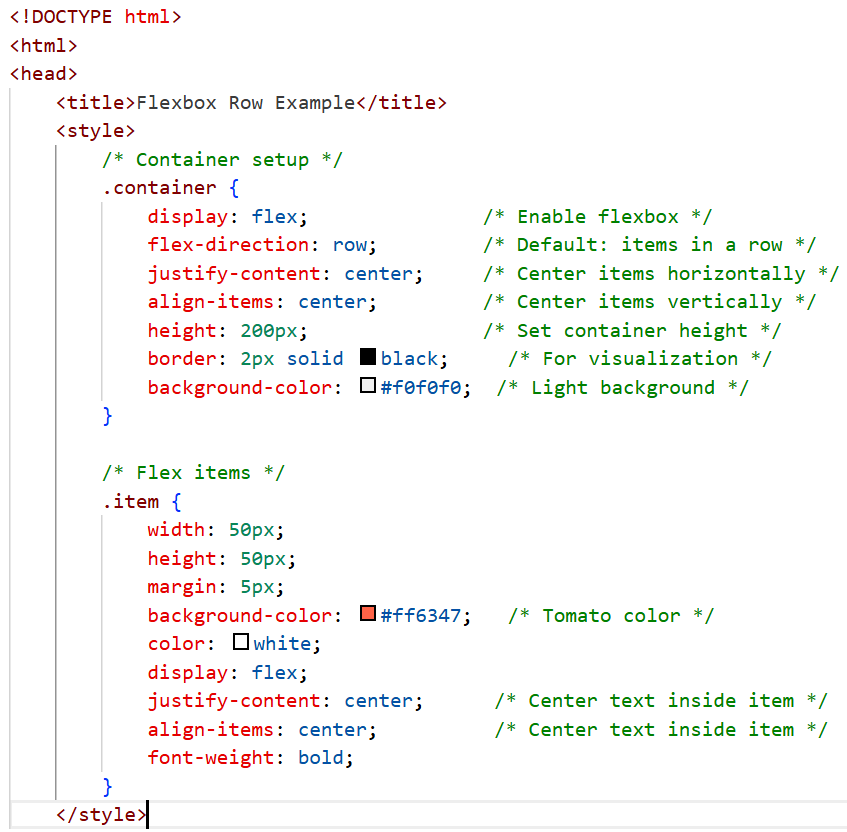 <!DOCTYPE html>
<html>
<head>
    <title>Flexbox Row Example</title>
    <style>
        /* Container setup */
        .container {
            display: flex;               /* Enable flexbox */
            flex-direction: row;         /* Default: items in a row */
            justify-content: center;     /* Center items horizontally */
            align-items: center;         /* Center items vertically */
            height: 200px;               /* Set container height */
            border: 2px solid black;     /* For visualization */
            background-color: #f0f0f0;  /* Light background */
        }

        /* Flex items */
        .item {
            width: 50px;
            height: 50px;
            margin: 5px;
            background-color: #ff6347;   /* Tomato color */
            color: white;
            display: flex;
            justify-content: center;      /* Center text inside item */
            align-items: center;          /* Center text inside item */
            font-weight: bold;
        }
    </style>